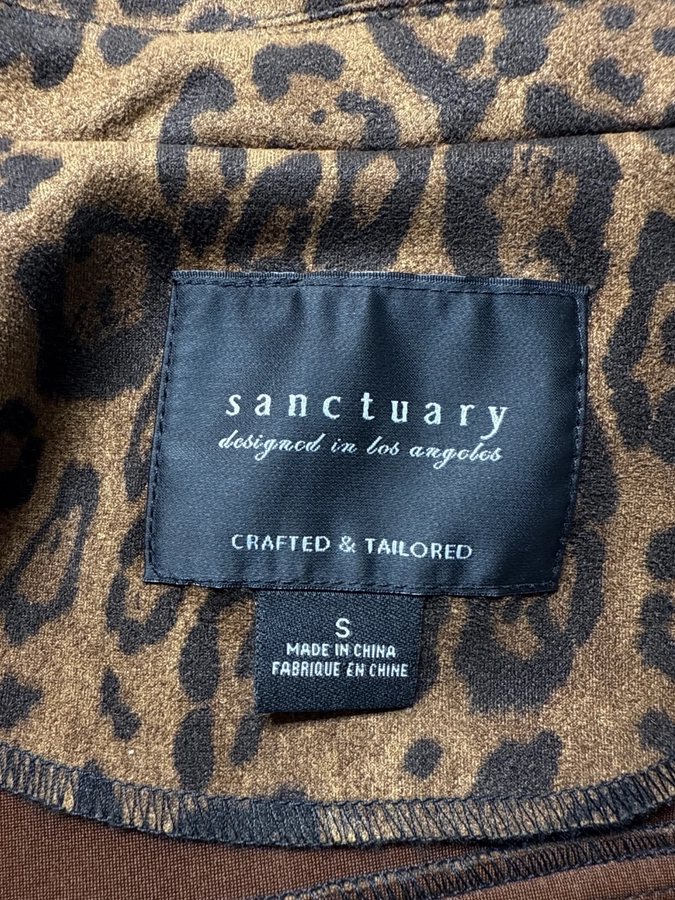 sanctuary
designed in los angeles
CRAFTED & TAILORED
S
MADE IN CHINA
FABRIQUE EN CHINE